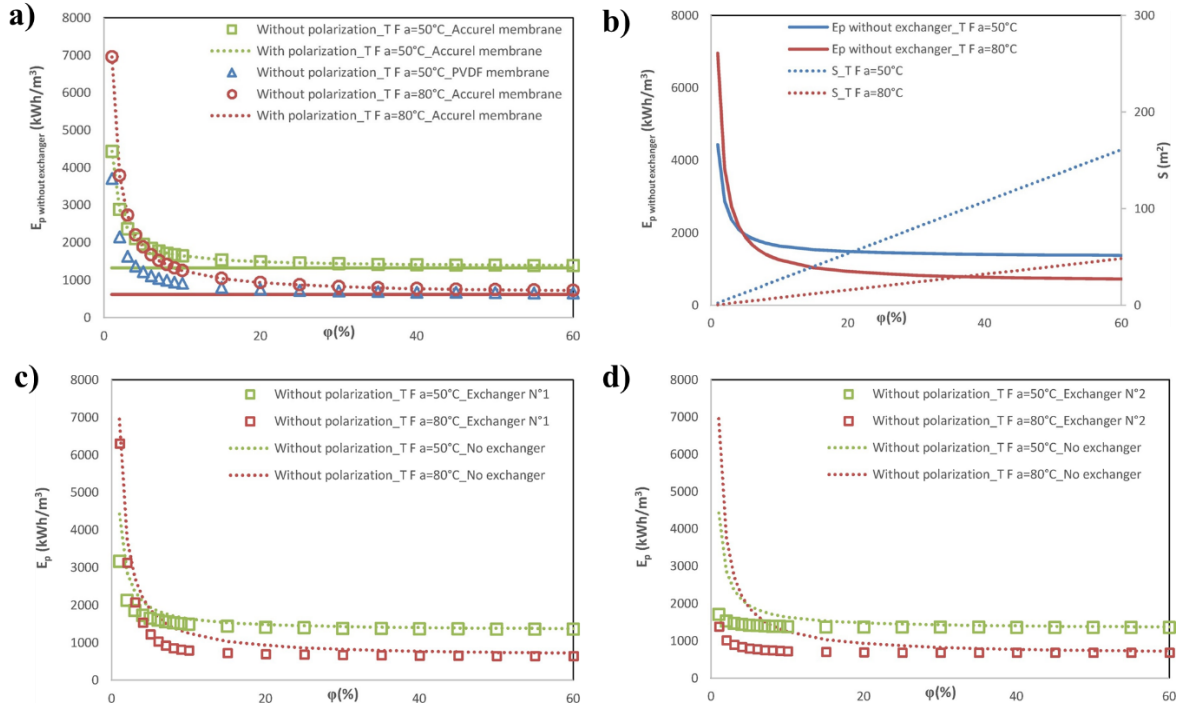 a)
8000
7000
6000
5000
4000
3000
2000
1000
0
E_p without exchanger (kWh/m³)
Without polarization_T F a=50°C_Accurel membrane
With polarization_T F a=50°C_Accurel membrane
Without polarization_T F a=50°C_PVDF membrane
Without polarization_T F a=80°C_Accurel membrane
With polarization_T F a=80°C_Accurel membrane
0
20
40
60
φ(%)
b)
8000
6000
4000
2000
0
E_p without exchanger (kWh/m³)
Ep without exchanger_T F a=50°C
Ep without exchanger_T F a=80°C
S_T F a=50°C
S_T F a=80°C
300
200
100
0
S (m²)
0
20
40
60
φ(%)
c)
8000
7000
6000
5000
4000
3000
2000
1000
0
E_p (kWh/m³)
Without polarization_T F a=50°C_Exchanger N°1
Without polarization_T F a=80°C_Exchanger N°1
Without polarization_T F a=50°C_No exchanger
Without polarization_T F a=80°C_No exchanger
0
20
40
60
φ(%)
d)
8000
7000
6000
5000
4000
3000
2000
1000
0
E_p (kWh/m³)
Without polarization_T F a=50°C_Exchanger N°2
Without polarization_T F a=80°C_Exchanger N°2
Without polarization_T F a=50°C_No exchanger
Without polarization_T F a=80°C_No exchanger
0
20
40
60
φ(%)